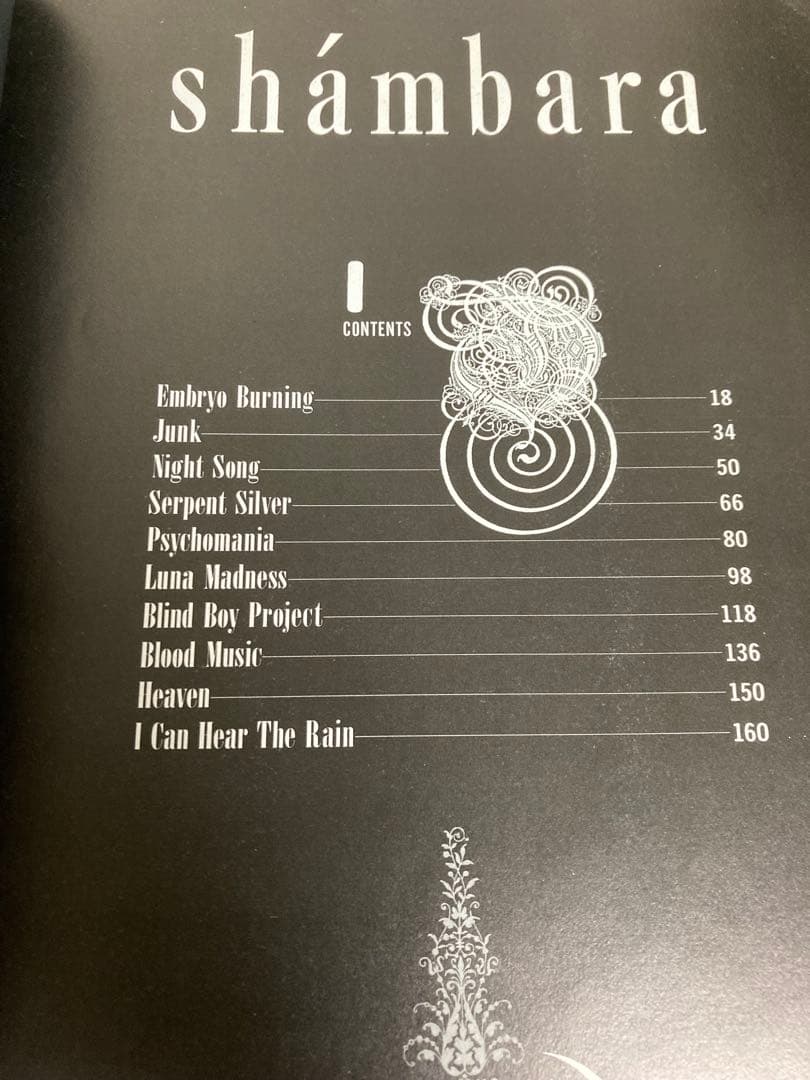 shámbara
CONTENTS
Embryo Burning 18
Junk 34
Night Song 50
Serpent Silver 66
Psychomania 80
Luna Madness 98
Blind Boy Project 118
Blood Music 136
Heaven 150
I Can Hear The Rain 160